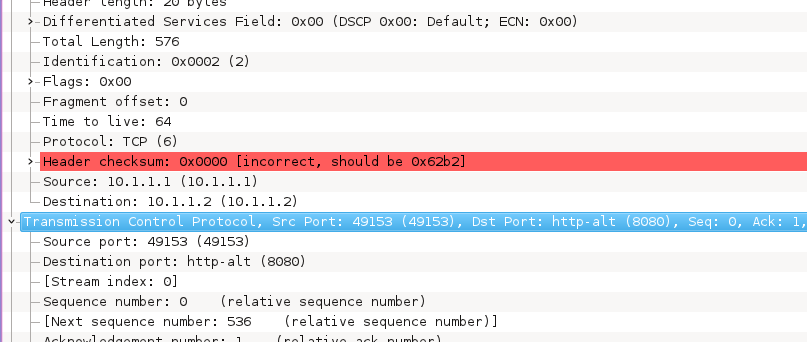 Header length: 20 bytes
Differentiated Services Field: 0x00 (DSCP 0x00: Default; ECN: 0x00)
Total Length: 576
Identification: 0x0002 (2)
Flags: 0x00
Fragment offset: 0
Time to live: 64
Protocol: TCP (6)
Header checksum: 0x0000 [incorrect, should be 0x62b2]
Source: 10.1.1.1 (10.1.1.1)
Destination: 10.1.1.2 (10.1.1.2)
Transmission Control Protocol, Src Port: 49153 (49153), Dst Port: http-alt (8080), Seq: 0, Ack: 1,
Source port: 49153 (49153)
Destination port: http-alt (8080)
[Stream index: 0]
Sequence number: 0    (relative sequence number)
[Next sequence number: 536    (relative sequence number)]
Acknowledgement number: 1    (relative ack number)